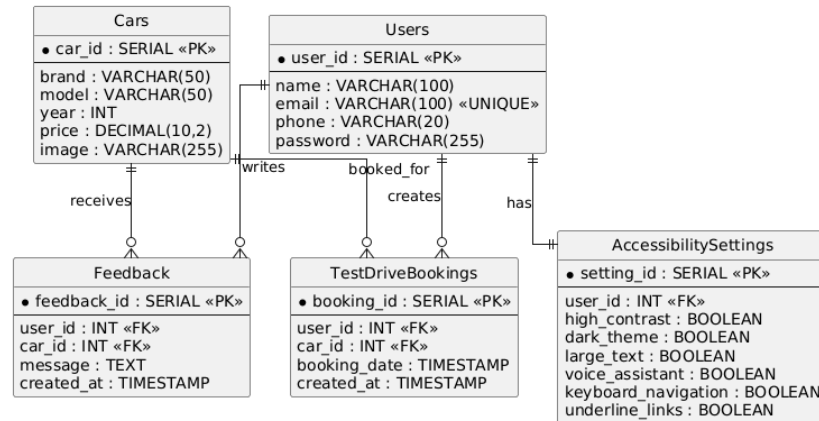 Cars
car_id : SERIAL «PK»
brand : VARCHAR(50)
model : VARCHAR(50)
year : INT
price : DECIMAL(10,2)
image : VARCHAR(255)
Users
user_id : SERIAL «PK»
name : VARCHAR(100)
email : VARCHAR(100) «UNIQUE»
phone : VARCHAR(20)
password : VARCHAR(255)
receives
writes
booked_for
creates
has
Feedback
feedback_id : SERIAL «PK»
user_id : INT «FK»
car_id : INT «FK»
message : TEXT
created_at : TIMESTAMP
TestDriveBookings
booking_id : SERIAL «PK»
user_id : INT «FK»
car_id : INT «FK»
booking_date : TIMESTAMP
created_at : TIMESTAMP
AccessibilitySettings
setting_id : SERIAL «PK»
user_id : INT «FK»
high_contrast : BOOLEAN
dark_theme : BOOLEAN
large_text : BOOLEAN
voice_assistant : BOOLEAN
keyboard_navigation : BOOLEAN
underline_links : BOOLEAN